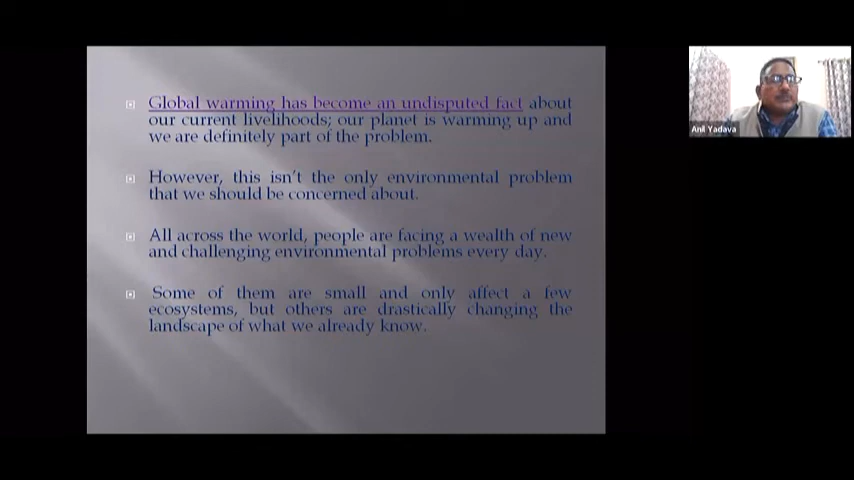 Global warming has become an undisputed fact about
our current livelihoods; our planet is warming up and
we are definitely part of the problem.
However, this isn't the only environmental problem
that we should be concerned about.
All across the world, people are facing a wealth of new
and challenging environmental problems every day.
Some of them are small and only affect a few
ecosystems, but others are drastically changing the
landscape of what we already know.
Anil Yadava